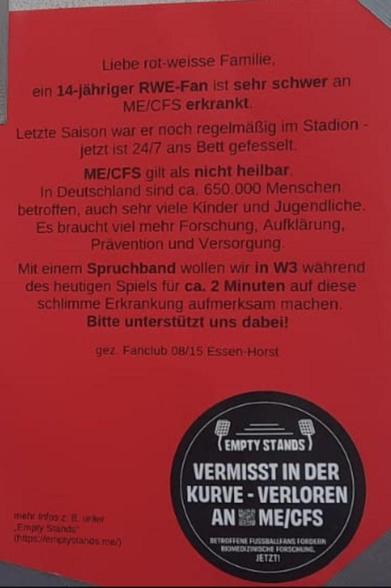 Liebe rot-weisse Familie,
ein 14-jähriger RWE-Fan ist sehr schwer an
ME/CFS erkrankt.
Letzte Saison war er noch regelmäßig im Stadion -
jetzt ist 24/7 ans Bett gefesselt.
ME/CFS gilt als nicht heilbar.
In Deutschland sind ca. 650.000 Menschen
betroffen, auch sehr viele Kinder und Jugendliche.
Es braucht viel mehr Forschung, Aufklärung,
Prävention und Versorgung.
Mit einem Spruchband wollen wir in W3 während
des heutigen Spiels für ca. 2 Minuten auf diese
schlimme Erkrankung aufmerksam machen.
Bitte unterstützt uns dabei!
gez. Fanclub 08/15 Essen-Horst
mehr Infos z. B. unter
„Empty Stands"
(https://emptystands.me/)
EMPTY STANDS
VERMISST IN DER
KURVE - VERLOREN
AN ME/CFS
BETROFFENE FUSSBALLFANS FORDERN
BIOMEDIZINISCHE FORSCHUNG.
JETZT!